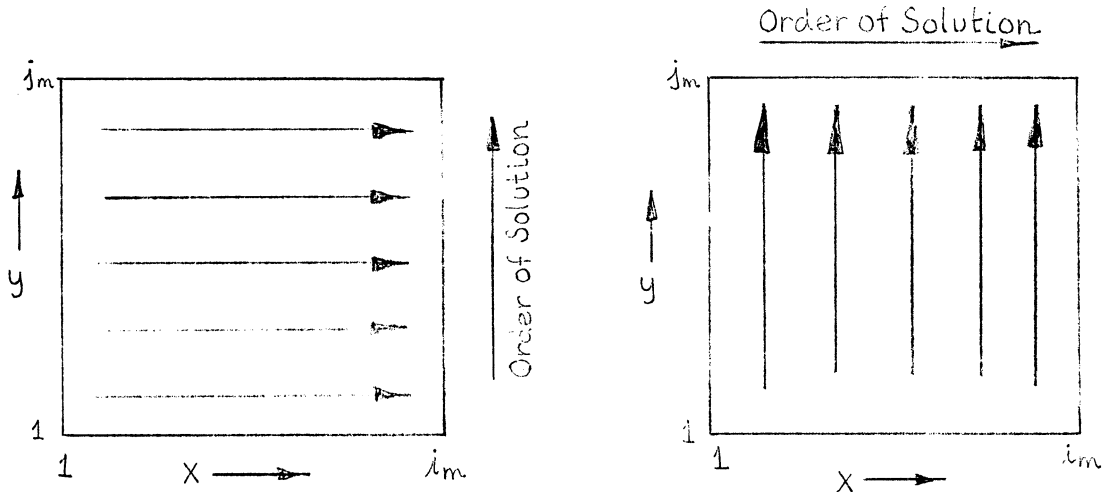 jm
y
1
1
X
im
Order of Solution
Order of Solution
jm
y
1
1
X
im